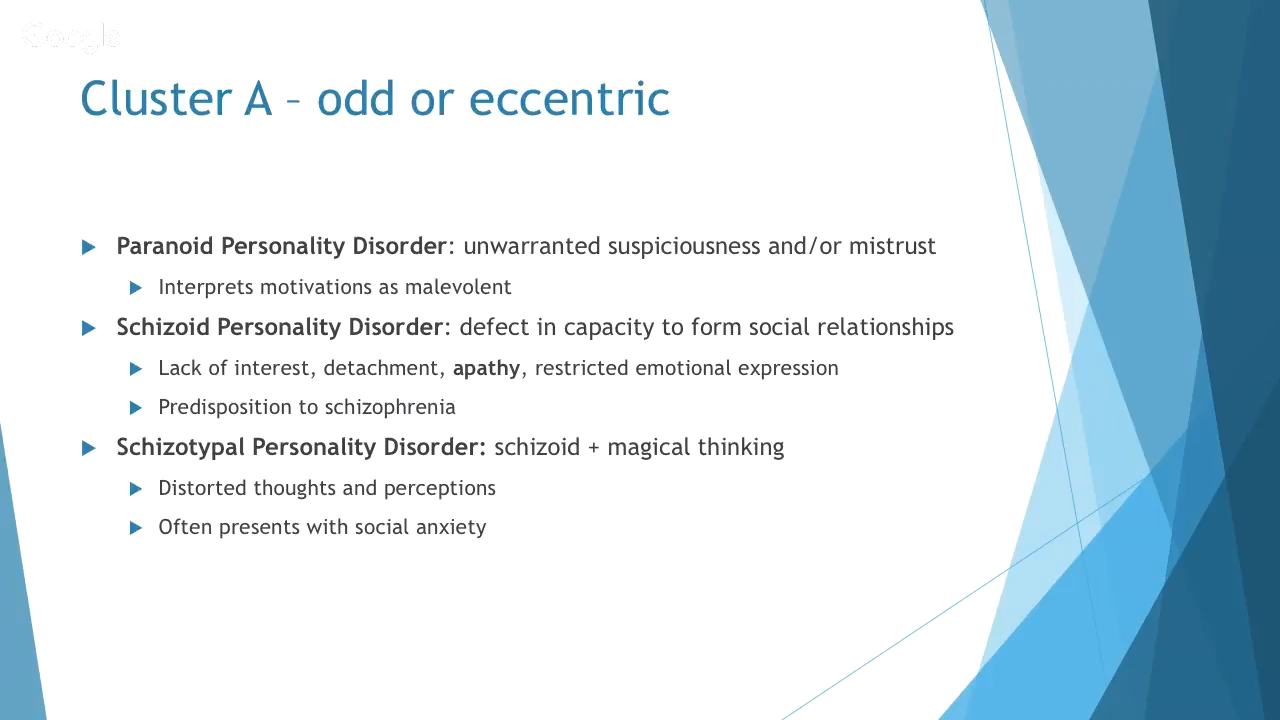 Google
Cluster A – odd or eccentric
Paranoid Personality Disorder: unwarranted suspiciousness and/or mistrust
Interprets motivations as malevolent
Schizoid Personality Disorder: defect in capacity to form social relationships
Lack of interest, detachment, apathy, restricted emotional expression
Predisposition to schizophrenia
Schizotypal Personality Disorder: schizoid + magical thinking
Distorted thoughts and perceptions
Often presents with social anxiety